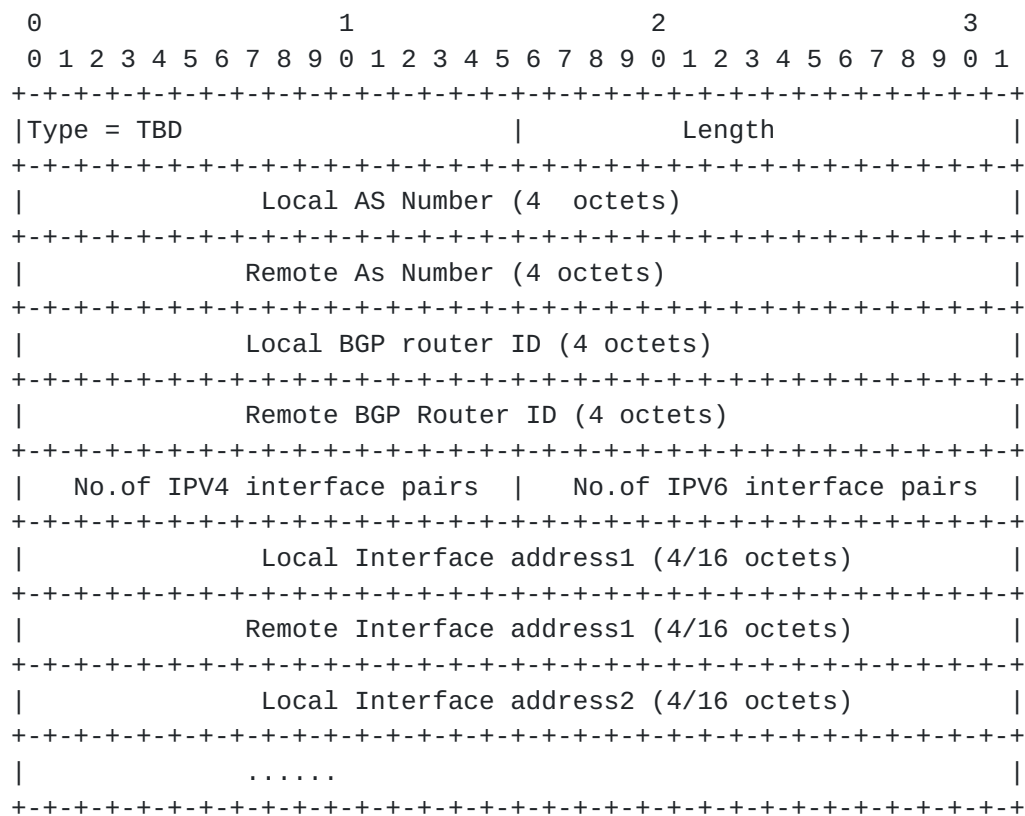 0                   1                   2                   3
0 1 2 3 4 5 6 7 8 9 0 1 2 3 4 5 6 7 8 9 0 1 2 3 4 5 6 7 8 9 0 1
+-+-+-+-+-+-+-+-+-+-+-+-+-+-+-+-+-+-+-+-+-+-+-+-+-+-+-+-+-+-+-+-+
|Type = TBD                     |          Length               |
+-+-+-+-+-+-+-+-+-+-+-+-+-+-+-+-+-+-+-+-+-+-+-+-+-+-+-+-+-+-+-+-+
|               Local AS Number (4  octets)                     |
+-+-+-+-+-+-+-+-+-+-+-+-+-+-+-+-+-+-+-+-+-+-+-+-+-+-+-+-+-+-+-+-+
|              Remote As Number (4 octets)                      |
+-+-+-+-+-+-+-+-+-+-+-+-+-+-+-+-+-+-+-+-+-+-+-+-+-+-+-+-+-+-+-+-+
|              Local BGP router ID (4 octets)                   |
+-+-+-+-+-+-+-+-+-+-+-+-+-+-+-+-+-+-+-+-+-+-+-+-+-+-+-+-+-+-+-+-+
|              Remote BGP Router ID (4 octets)                  |
+-+-+-+-+-+-+-+-+-+-+-+-+-+-+-+-+-+-+-+-+-+-+-+-+-+-+-+-+-+-+-+-+
|   No.of IPV4 interface pairs  |   No.of IPV6 interface pairs  |
+-+-+-+-+-+-+-+-+-+-+-+-+-+-+-+-+-+-+-+-+-+-+-+-+-+-+-+-+-+-+-+-+
|               Local Interface address1 (4/16 octets)          |
+-+-+-+-+-+-+-+-+-+-+-+-+-+-+-+-+-+-+-+-+-+-+-+-+-+-+-+-+-+-+-+-+
|              Remote Interface address1 (4/16 octets)          |
+-+-+-+-+-+-+-+-+-+-+-+-+-+-+-+-+-+-+-+-+-+-+-+-+-+-+-+-+-+-+-+-+
|               Local Interface address2 (4/16 octets)          |
+-+-+-+-+-+-+-+-+-+-+-+-+-+-+-+-+-+-+-+-+-+-+-+-+-+-+-+-+-+-+-+-+
|              ......                                           |
+-+-+-+-+-+-+-+-+-+-+-+-+-+-+-+-+-+-+-+-+-+-+-+-+-+-+-+-+-+-+-+-+